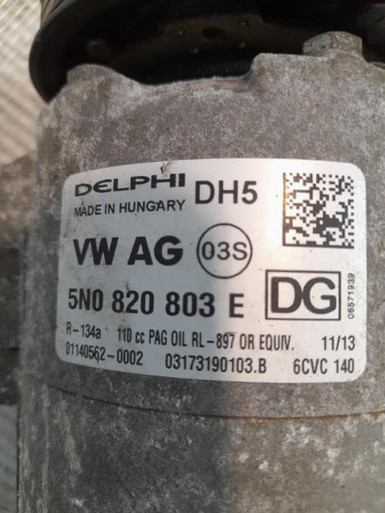 DELPHI DH5
MADE IN HUNGARY
VW AG 03S
5N0 820 803 E DG
06571939
R-134a 110 cc PAG OIL RL-897 OR EQUIV. 11/13
01140562-0002 03173190103.B 6CVC 140